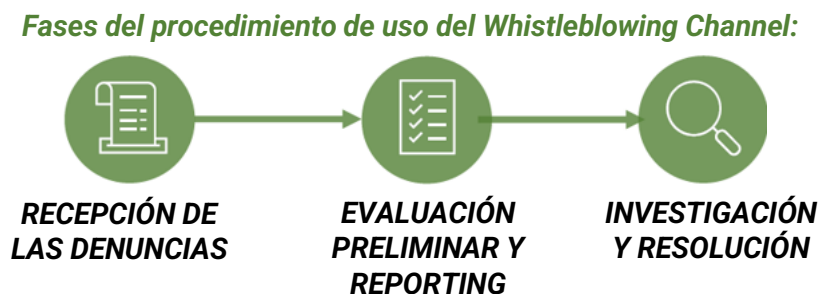 Fases del procedimiento de uso del Whistleblowing Channel:
RECEPCIÓN DE
LAS DENUNCIAS
EVALUACIÓN
PRELIMINAR Y
REPORTING
INVESTIGACIÓN
Y RESOLUCIÓN